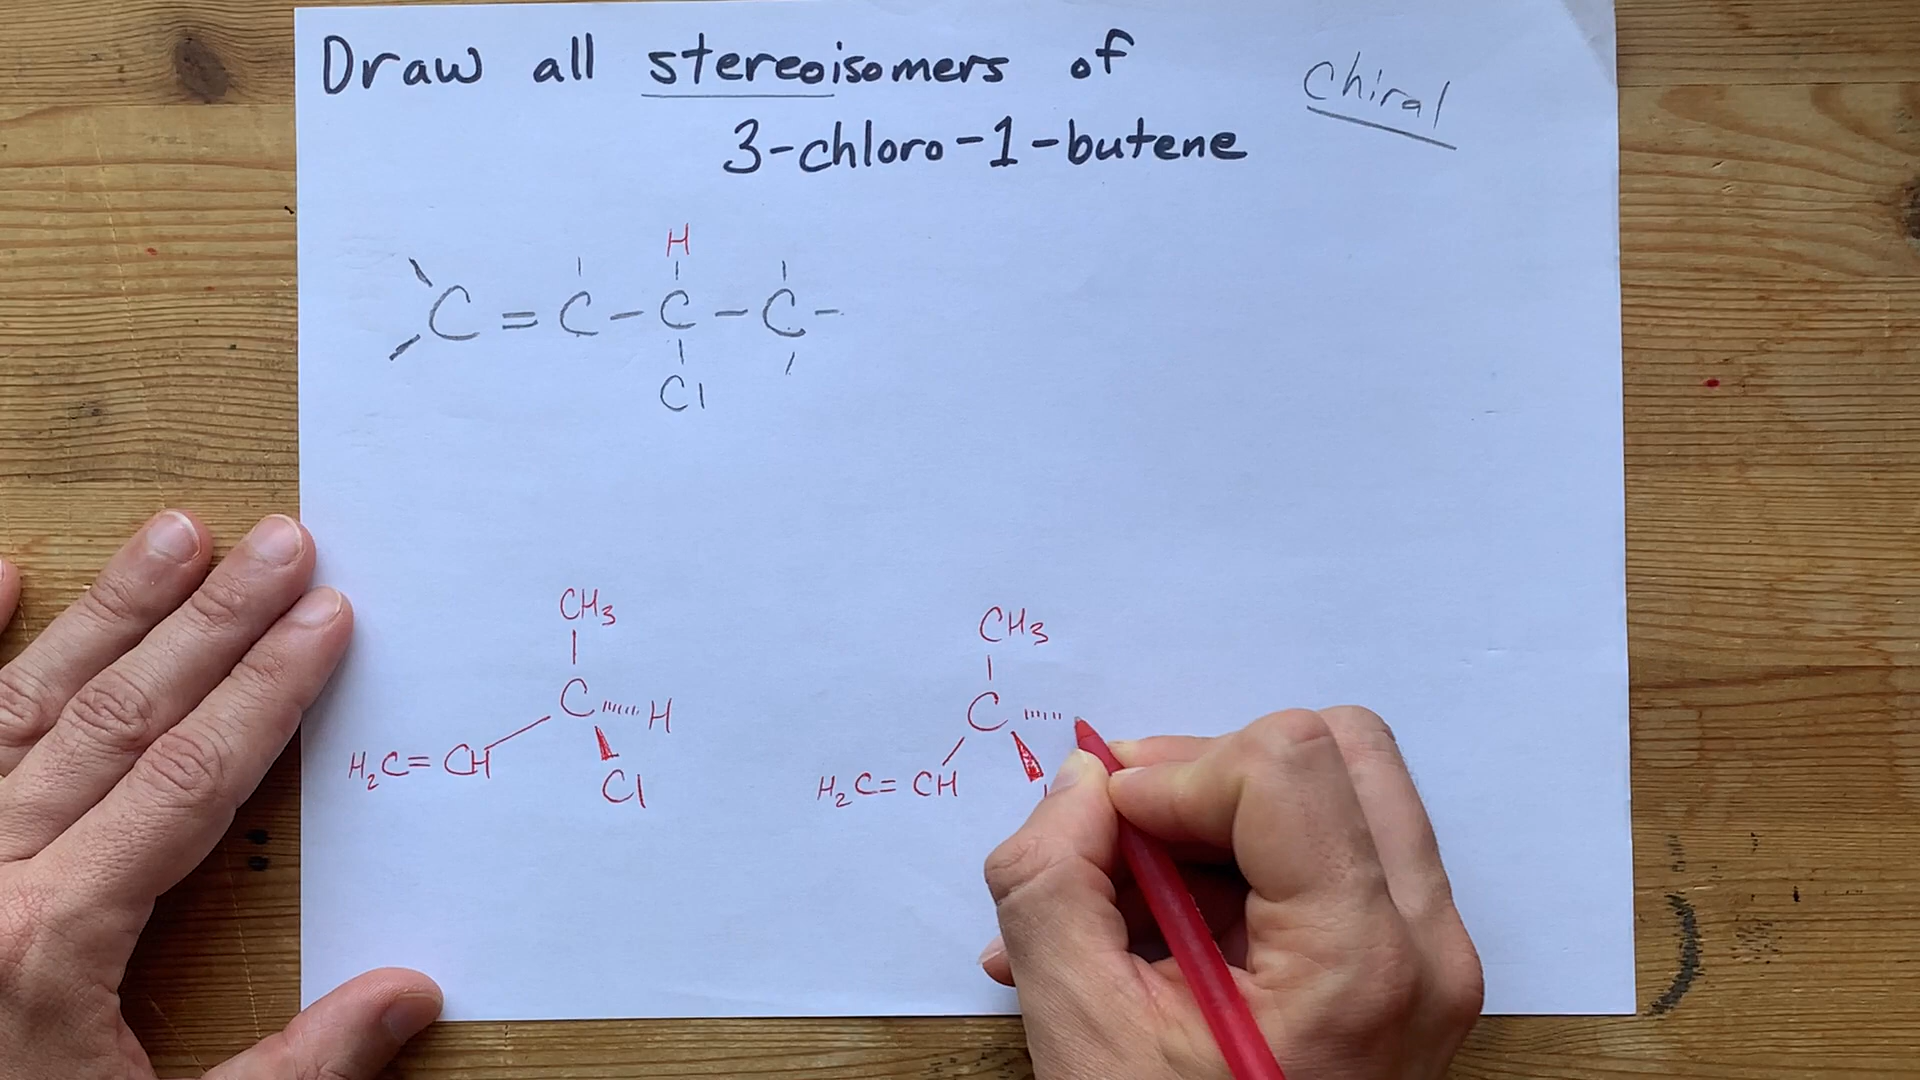 Draw all stereoisomers of
3-chloro-1-butene
Chiral
H
C = C - C - C -
Cl
CH3
C H
H2C = CH
Cl
CH3
C
H2C = CH